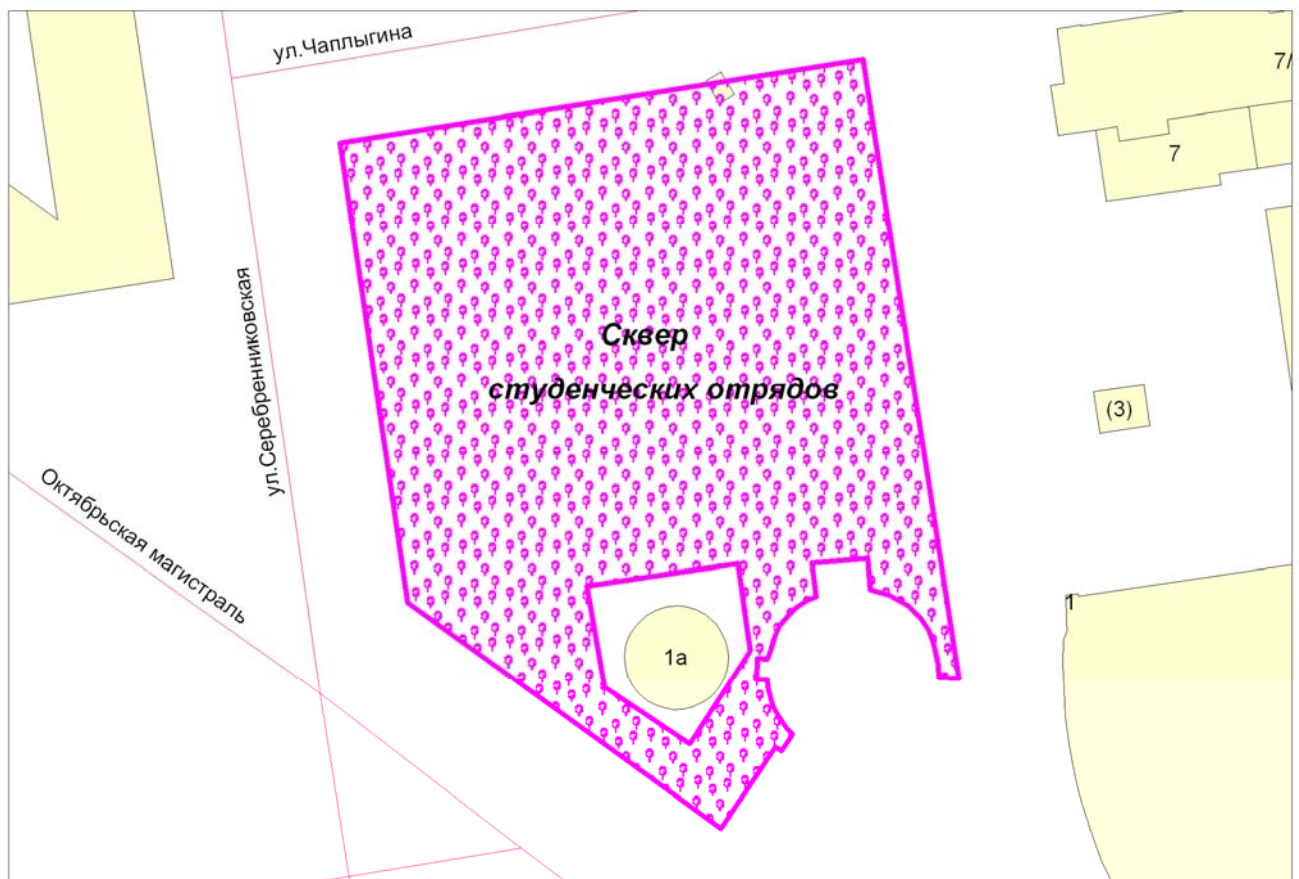 ул.Чаплыгина
7/
7
ул.Серебренниковская
Сквер
студенческих отрядов
(3)
Октябрьская магистраль
1
1а